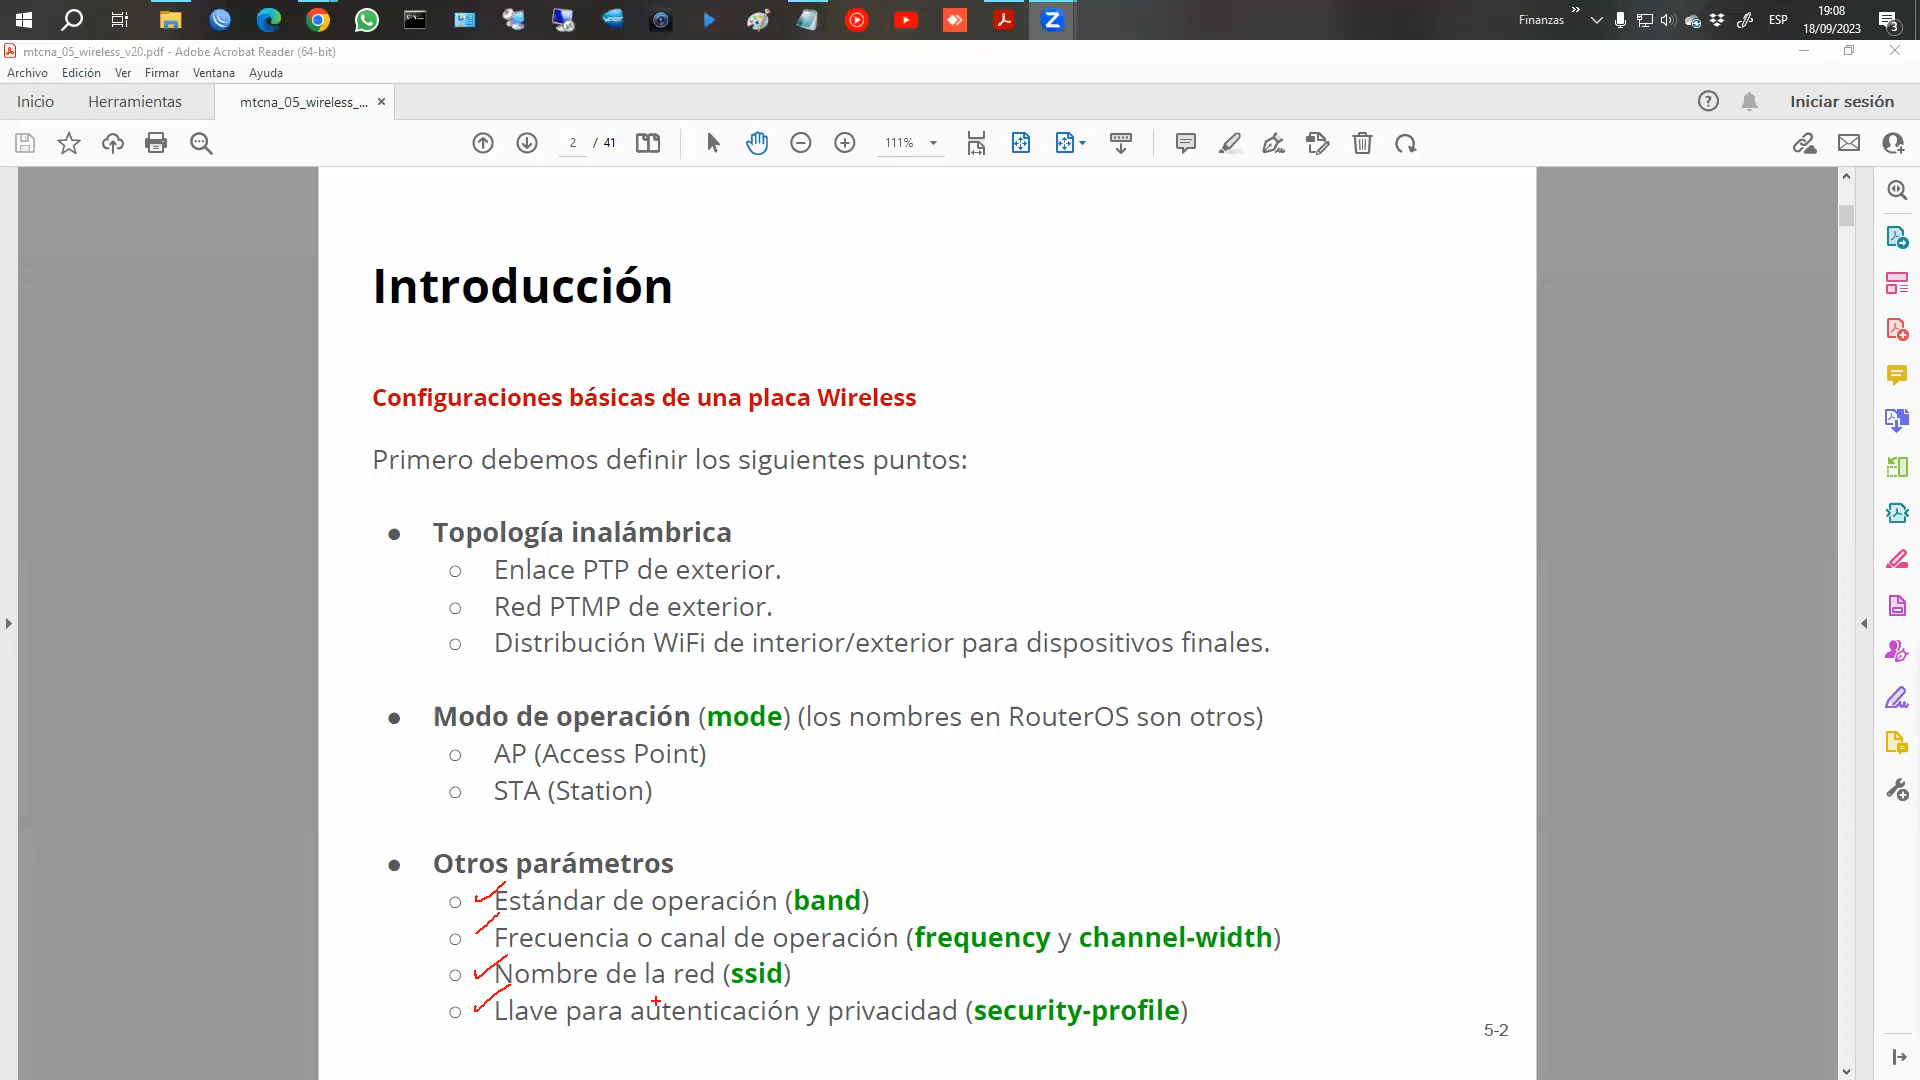 Finanzas
»
ESP
19:08
18/09/2023
3
mtcna_05_wireless_v20.pdf - Adobe Acrobat Reader (64-bit)
Archivo Edición Ver Firmar Ventana Ayuda
Inicio Herramientas mtcna_05_wireless_... × Iniciar sesión
2 / 41 111%
Introducción
Configuraciones básicas de una placa Wireless
Primero debemos definir los siguientes puntos:
● Topología inalámbrica
○ Enlace PTP de exterior.
○ Red PTMP de exterior.
○ Distribución WiFi de interior/exterior para dispositivos finales.
● Modo de operación (mode) (los nombres en RouterOS son otros)
○ AP (Access Point)
○ STA (Station)
● Otros parámetros
○ Estándar de operación (band)
○ Frecuencia o canal de operación (frequency y channel-width)
○ Nombre de la red (ssid)
○ Llave para autenticación y privacidad (security-profile)
5-2